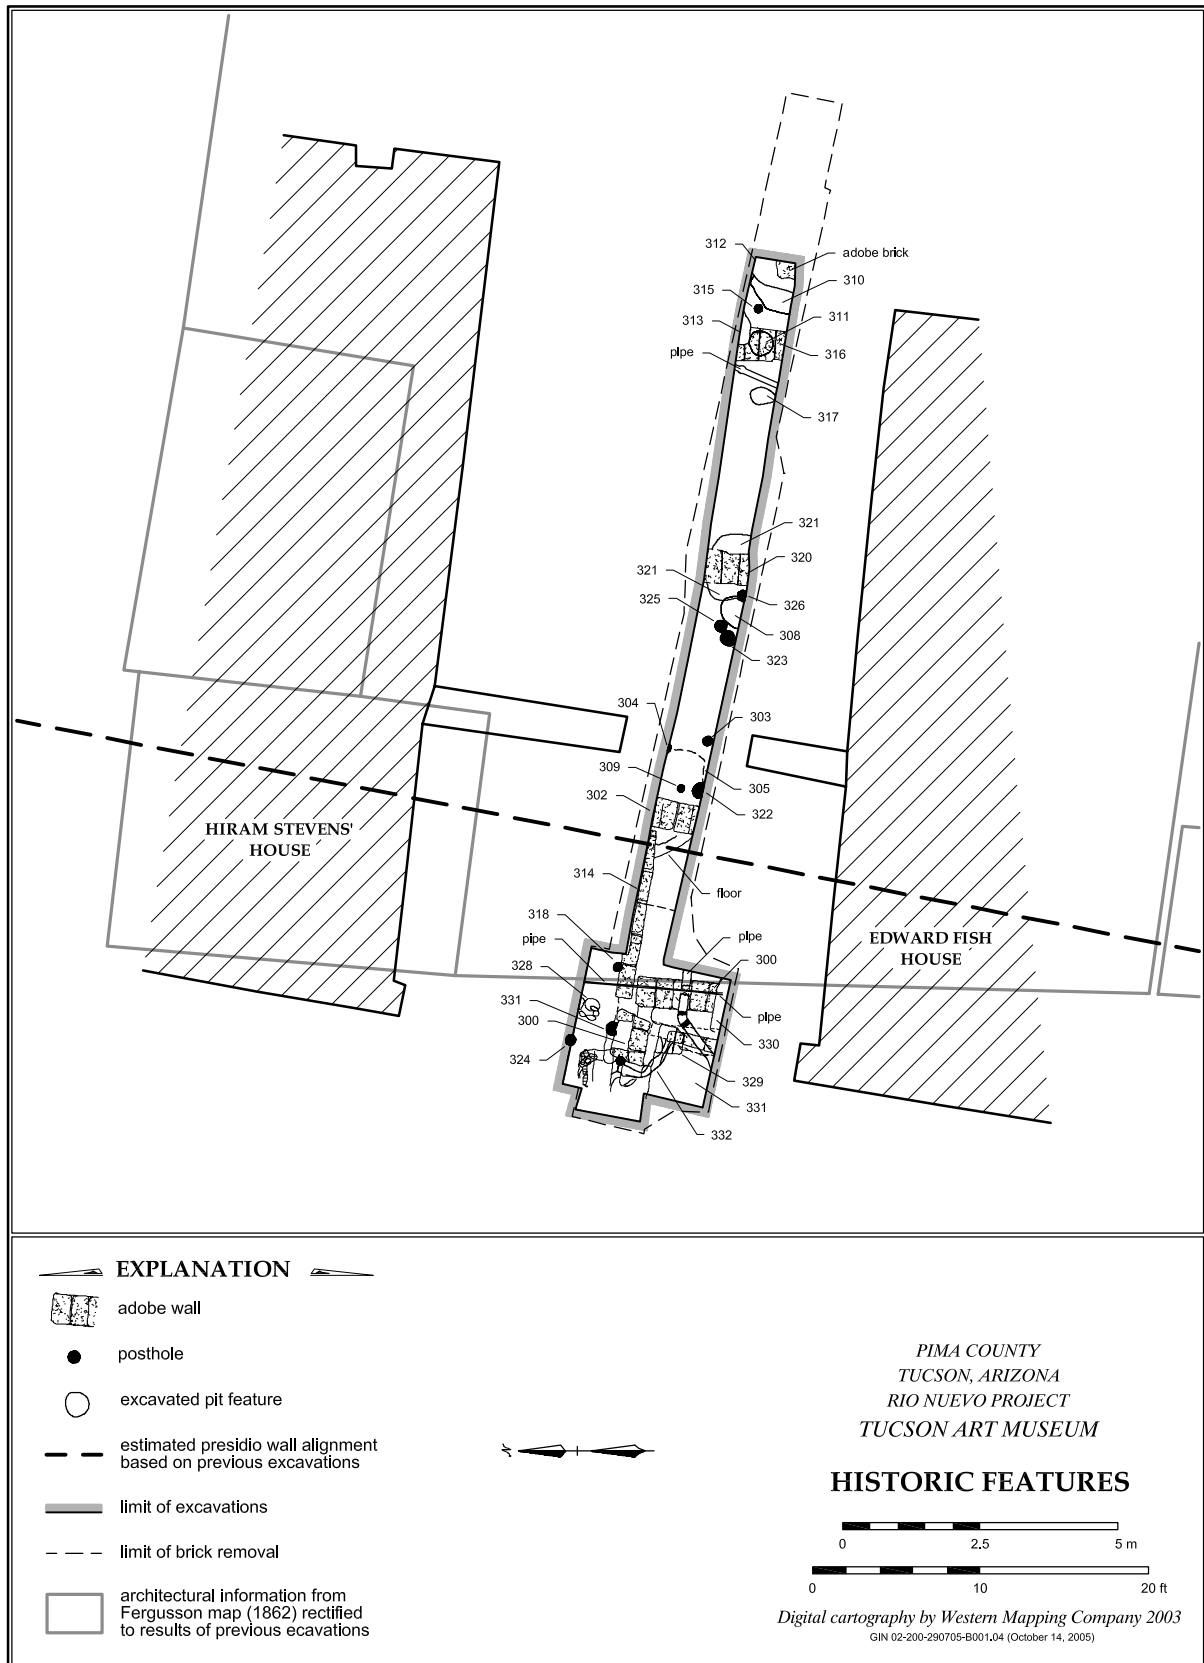 312
adobe brick
310
315
311
313
316
pipe
317
321
320
321
326
325
308
323
304
303
309
305
302
322
HIRAM STEVENS'
HOUSE
314
floor
318
pipe
pipe
EDWARD FISH
HOUSE
328
300
331
pipe
300
330
324
329
331
332
EXPLANATION
adobe wall
posthole
excavated pit feature
estimated presidio wall alignment
based on previous excavations
limit of excavations
limit of brick removal
architectural information from
Fergusson map (1862) rectified
to results of previous ecavations
N
PIMA COUNTY
TUCSON, ARIZONA
RIO NUEVO PROJECT
TUCSON ART MUSEUM
HISTORIC FEATURES
0 2.5 5 m
0 10 20 ft
Digital cartography by Western Mapping Company 2003
GIN 02-200-290705-B001.04 (October 14, 2005)